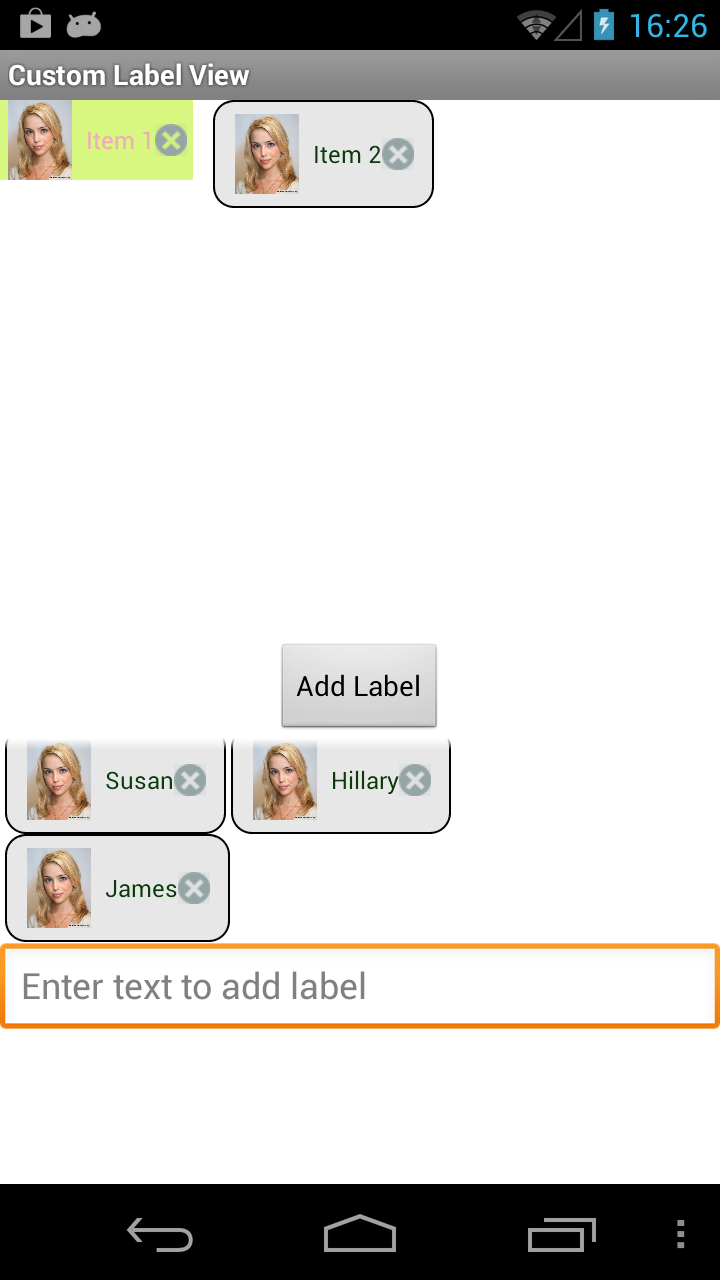 16:26
Custom Label View
Item 1
Item 2
Add Label
Susan
Hillary
James
Enter text to add label